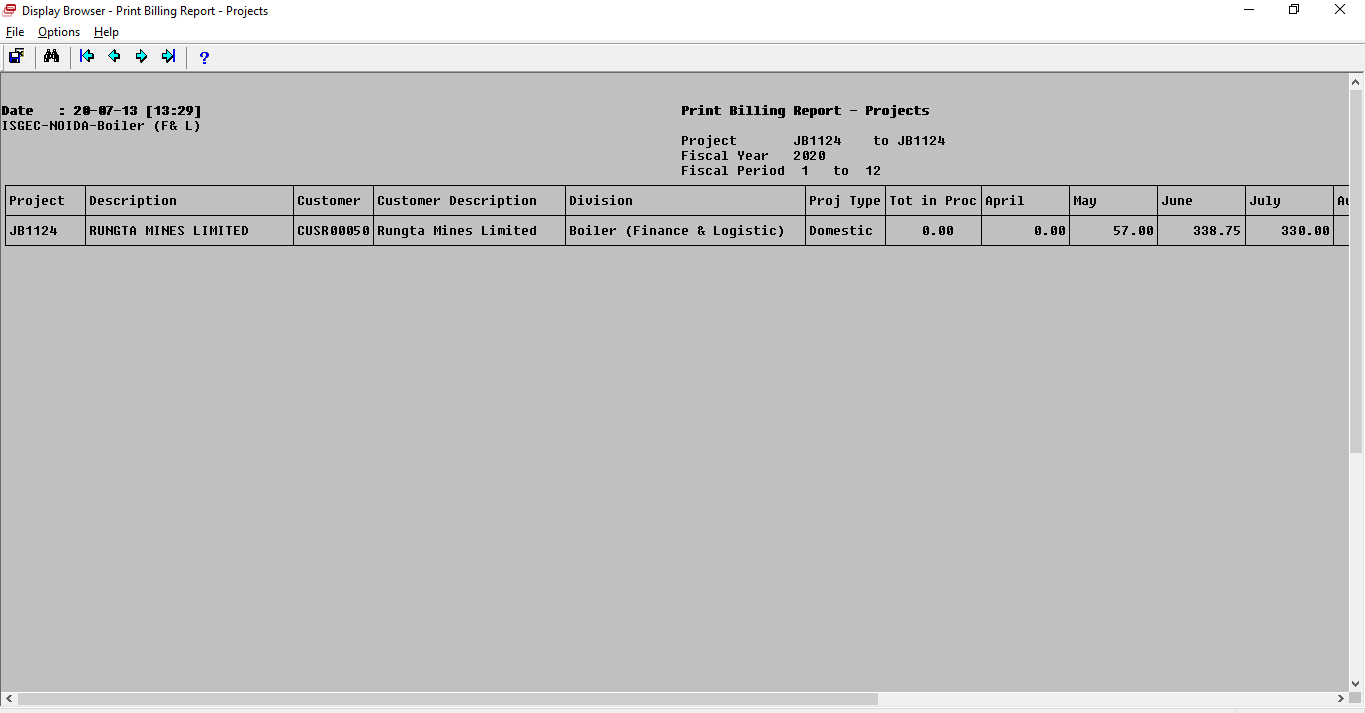 Display Browser - Print Billing Report - Projects
File Options Help
?
Date : 20-07-13 [13:29] Print Billing Report - Projects
ISGEC-NOIDA-Boiler (F& L)
Project JB1124 to JB1124
Fiscal Year 2020
Fiscal Period 1 to 12
Project Description Customer Customer Description Division Proj Type Tot in Proc April May June July Au
JB1124 RUNGTA MINES LIMITED CUSR00050 Rungta Mines Limited Boiler (Finance & Logistic) Domestic 0.00 0.00 57.00 338.75 330.00